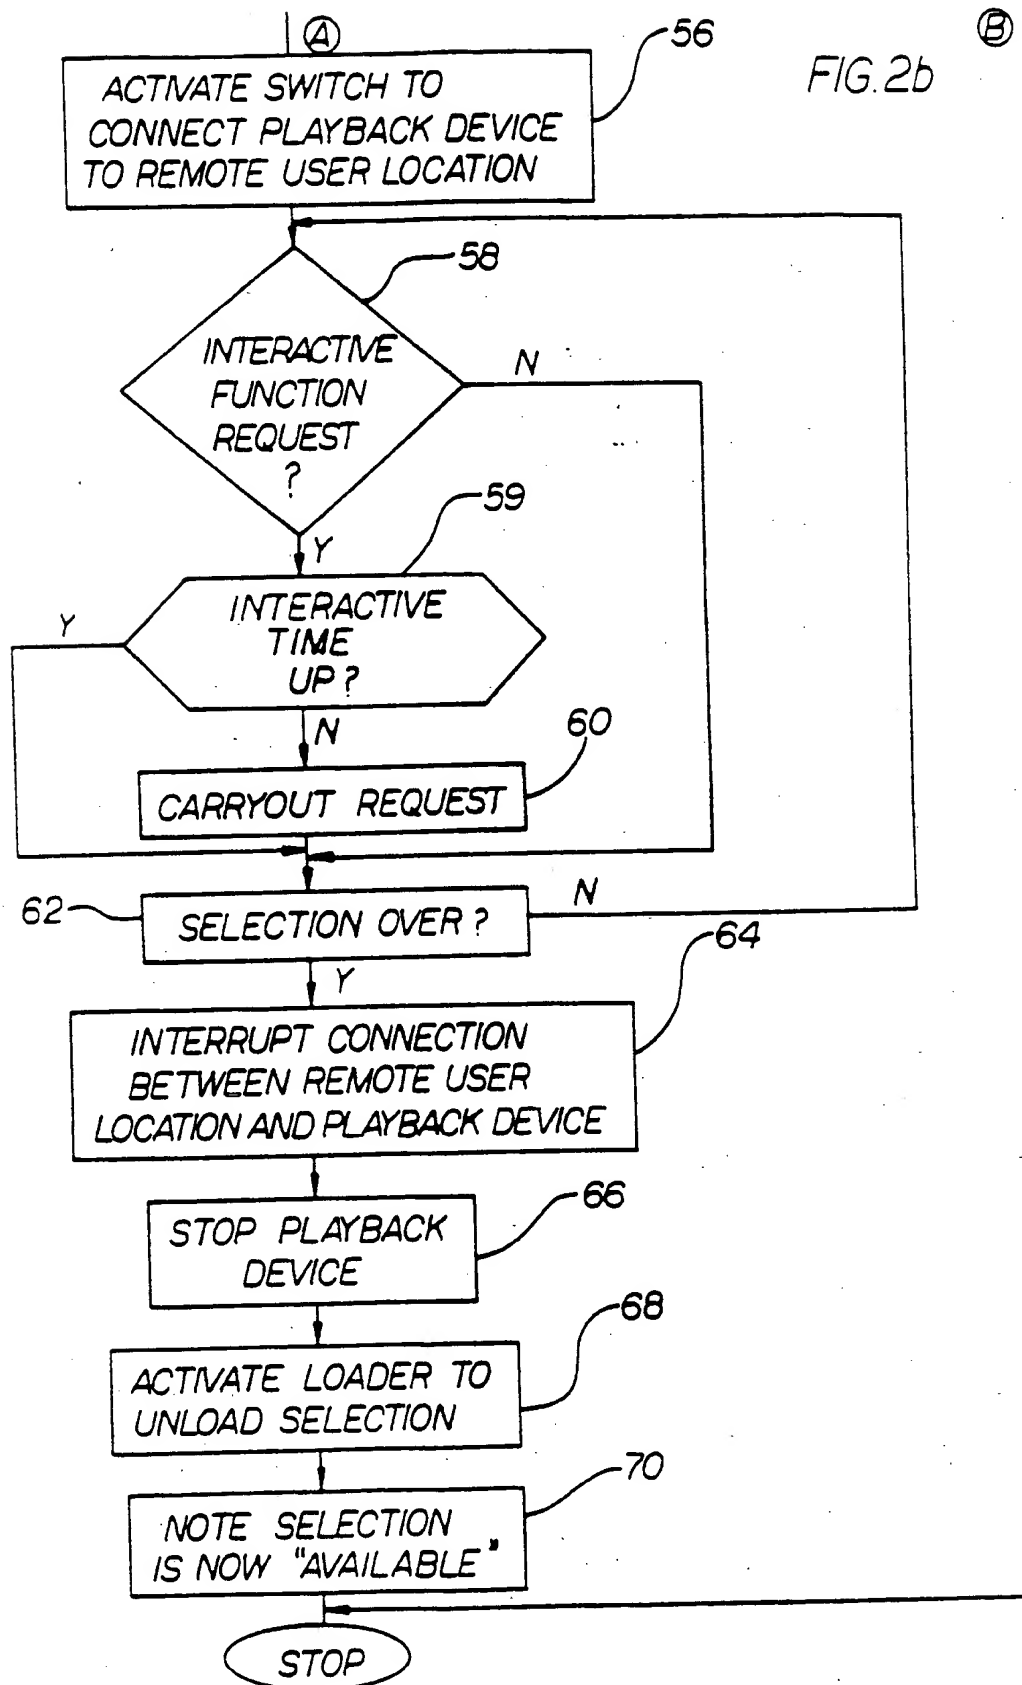 A
B
56
FIG. 2b
ACTIVATE SWITCH TO
CONNECT PLAYBACK DEVICE
TO REMOTE USER LOCATION
58
INTERACTIVE
FUNCTION
REQUEST
?
N
59
Y
INTERACTIVE
TIME
UP ?
Y
N
60
CARRYOUT REQUEST
62
SELECTION OVER ?
N
64
Y
INTERRUPT CONNECTION
BETWEEN REMOTE USER
LOCATION AND PLAYBACK DEVICE
66
STOP PLAYBACK
DEVICE
68
ACTIVATE LOADER TO
UNLOAD SELECTION
70
NOTE SELECTION
IS NOW "AVAILABLE"
STOP